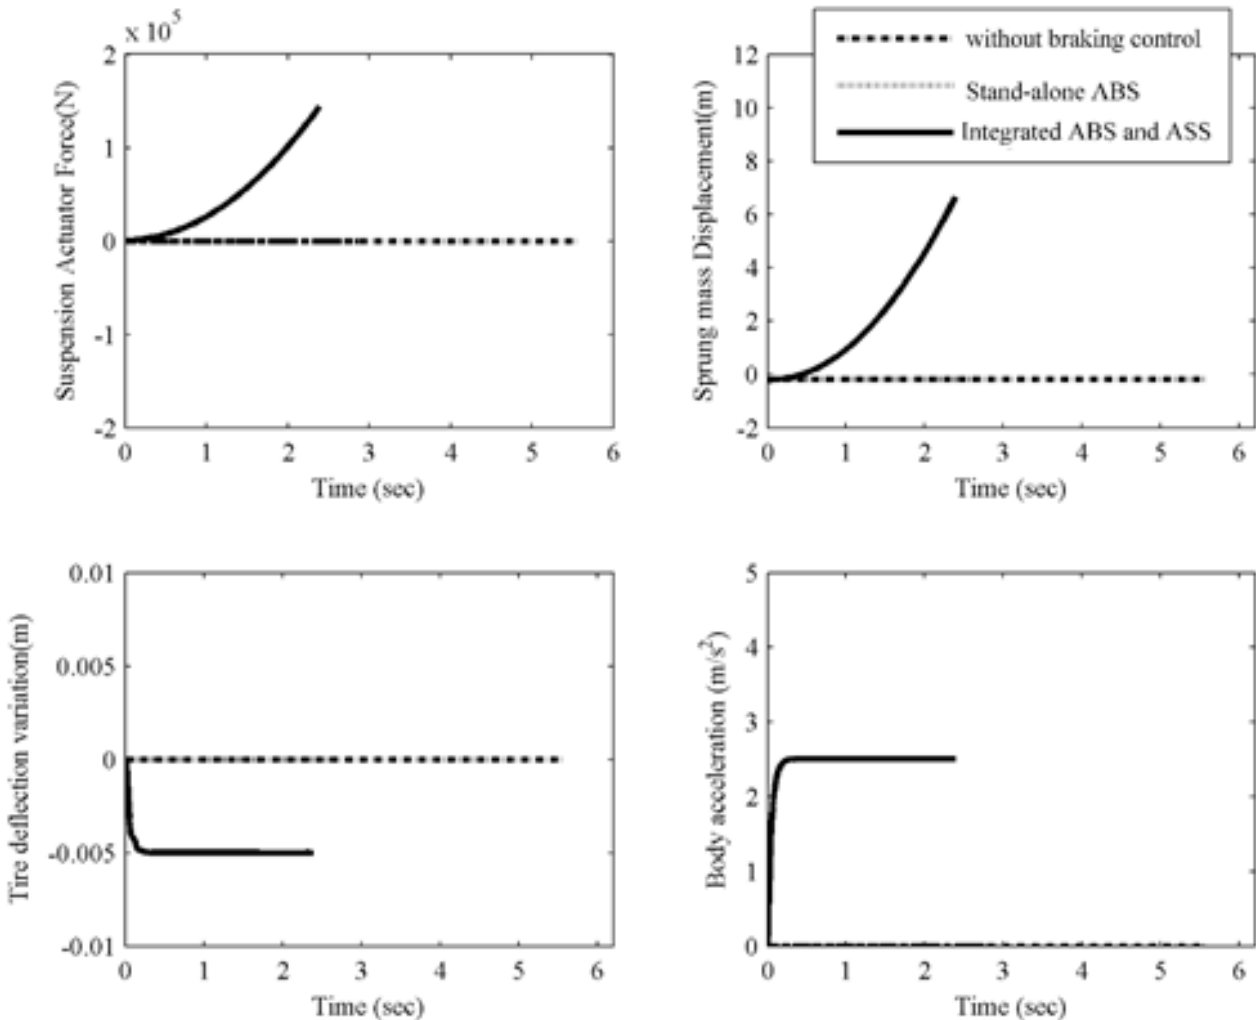 x 10^5
2
1
0
-1
-2
0 1 2 3 4 5 6
Suspension Actuator Force(N)
Time (sec)
without braking control
Stand-alone ABS
Integrated ABS and ASS
12
10
8
6
4
2
0
-2
0 1 2 3 4 5 6
Sprung mass Displacement(m)
Time (sec)
0.01
0.005
0
-0.005
-0.01
0 1 2 3 4 5 6
Tire deflection variation(m)
Time (sec)
5
4
3
2
1
0
0 1 2 3 4 5 6
Body acceleration (m/s²)
Time (sec)